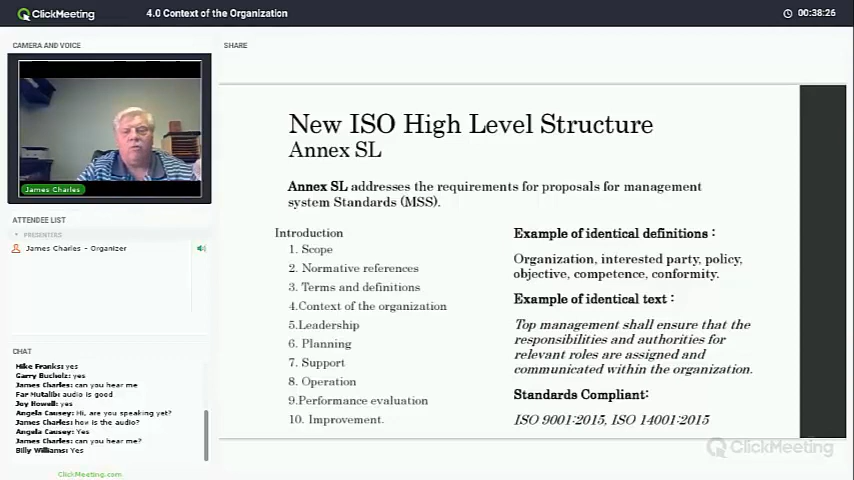 ClickMeeting
4.0 Context of the Organization
00:38:26
CAMERA AND VOICE
James Charles
ATTENDEE LIST
PRESENTERS
James Charles - Organizer
CHAT
Mike Franks: yes
Garry Bucholz: yes
James Charles: can you hear me
Far Hutalib: audio is good
Joy Howell: yes
Angela Causey: Hi, are you speaking yet?
James Charles: how is the audio?
Angela Causey: Yes
James Charles: can you hear me?
Billy Williams: Yes
ClickMeeting.com
SHARE
New ISO High Level Structure
Annex SL
Annex SL addresses the requirements for proposals for management
system Standards (MSS).
Introduction
1. Scope
2. Normative references
3. Terms and definitions
4.Context of the organization
5.Leadership
6. Planning
7. Support
8. Operation
9.Performance evaluation
10. Improvement.
Example of identical definitions :
Organization, interested party, policy,
objective, competence, conformity.
Example of identical text :
Top management shall ensure that the
responsibilities and authorities for
relevant roles are assigned and
communicated within the organization.
Standards Compliant:
ISO 9001:2015, ISO 14001:2015
ClickMeeting